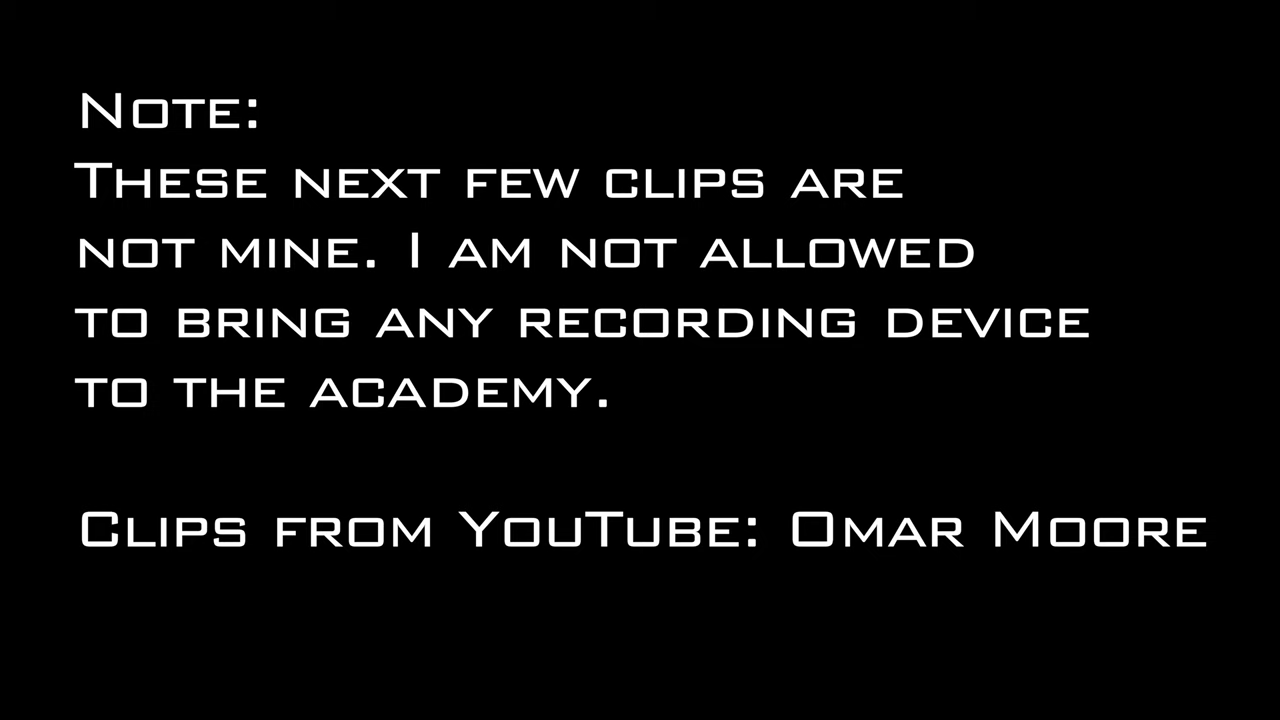 Note:
These next few clips are
not mine. I am not allowed
to bring any recording device
to the academy.
Clips from YouTube: Omar Moore